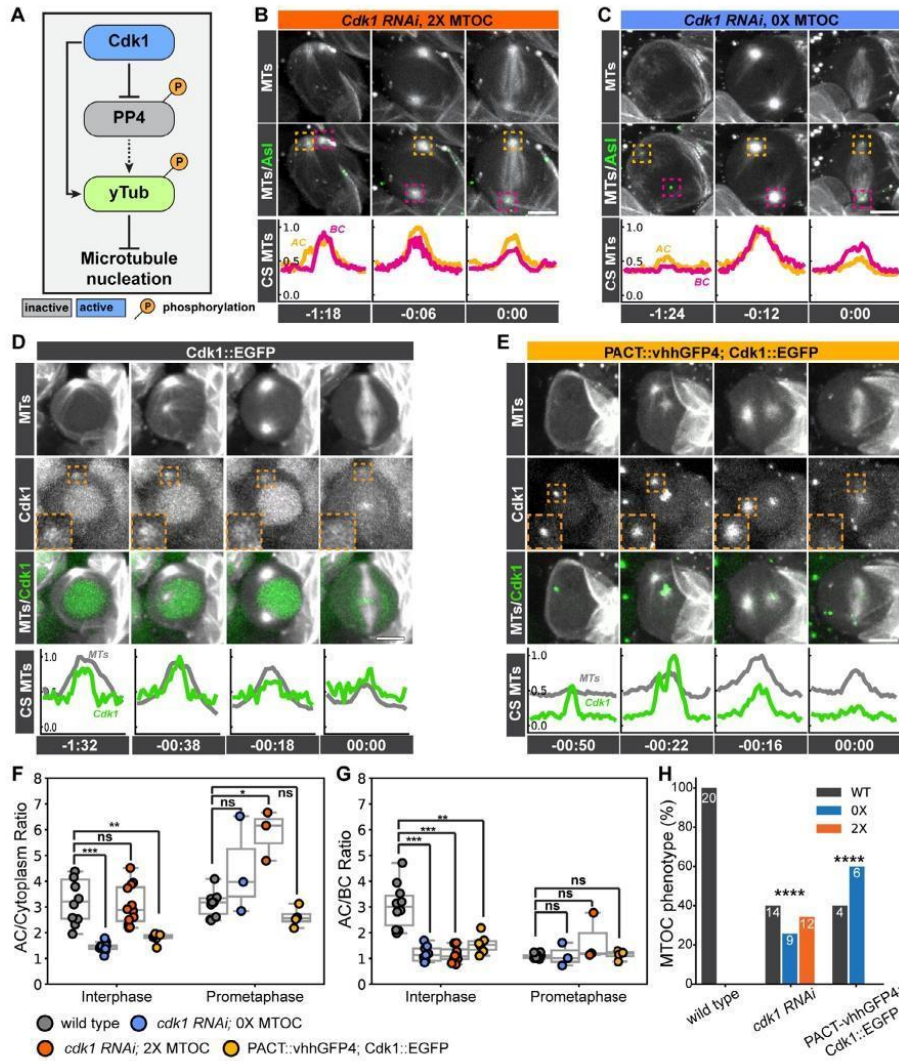 A
Cdk1
P
PP4
P
yTub
Microtubule
nucleation
inactive
active
P
phosphorylation
B
Cdk1 RNAi, 2X MTOC
MTs
MTs/Asl
CS MTs
1.0
0.5
0.0
AC
BC
-1:18
-0:06
0:00
C
Cdk1 RNAi, 0X MTOC
MTs
MTs/Asl
CS MTs
1.0
0.5
0.0
AC
BC
-1:24
-0:12
0:00
D
Cdk1::EGFP
MTs
Cdk1
MTs/Cdk1
CS MTs
1.0
0.5
0.0
MTs
Cdk1
-1:32
-00:38
-00:18
00:00
E
PACT::vhhGFP4; Cdk1::EGFP
MTs
Cdk1
MTs/Cdk1
CS MTs
1.0
0.5
0.0
MTs
Cdk1
-00:50
-00:22
-00:16
00:00
F
AC/Cytoplasm Ratio
8
7
6
5
4
3
2
1
0
***
ns
**
ns
*
ns
Interphase
Prometaphase
G
AC/BC Ratio
8
7
6
5
4
3
2
1
0
***
***
**
ns
ns
ns
Interphase
Prometaphase
wild type
cdk1 RNAi; 0X MTOC
cdk1 RNAi; 2X MTOC
PACT::vhhGFP4; Cdk1::EGFP
H
MTOC phenotype (%)
100
80
60
40
20
0
WT
0X
2X
20
14
9
12
4
6
****
****
wild type
cdk1 RNAi
PACT-vhhGFP4;
Cdk1::EGFP